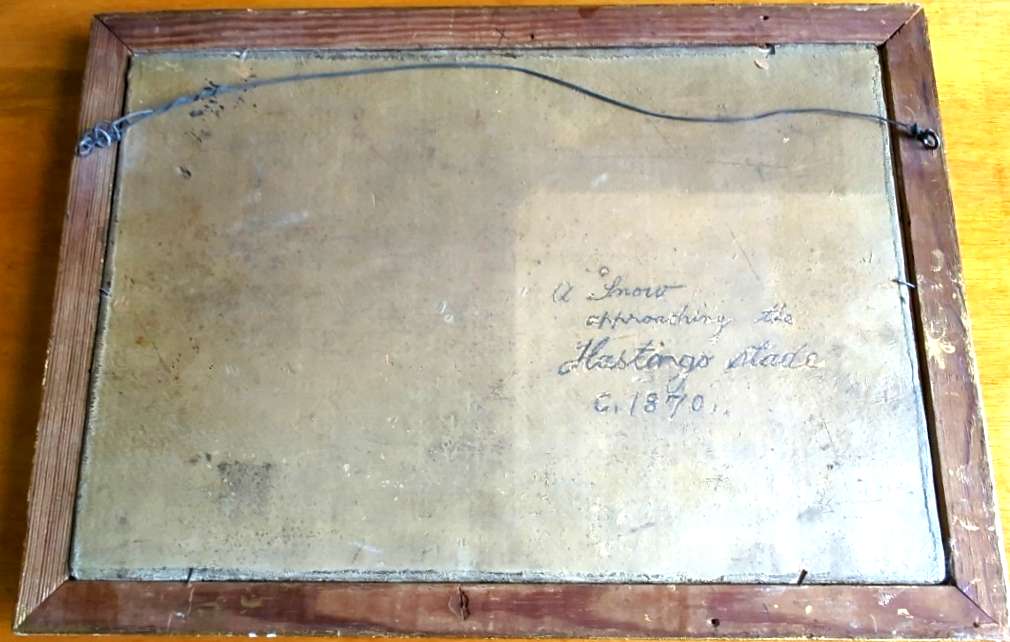 A Snow
approaching the
Hastings stade
C. 1870.